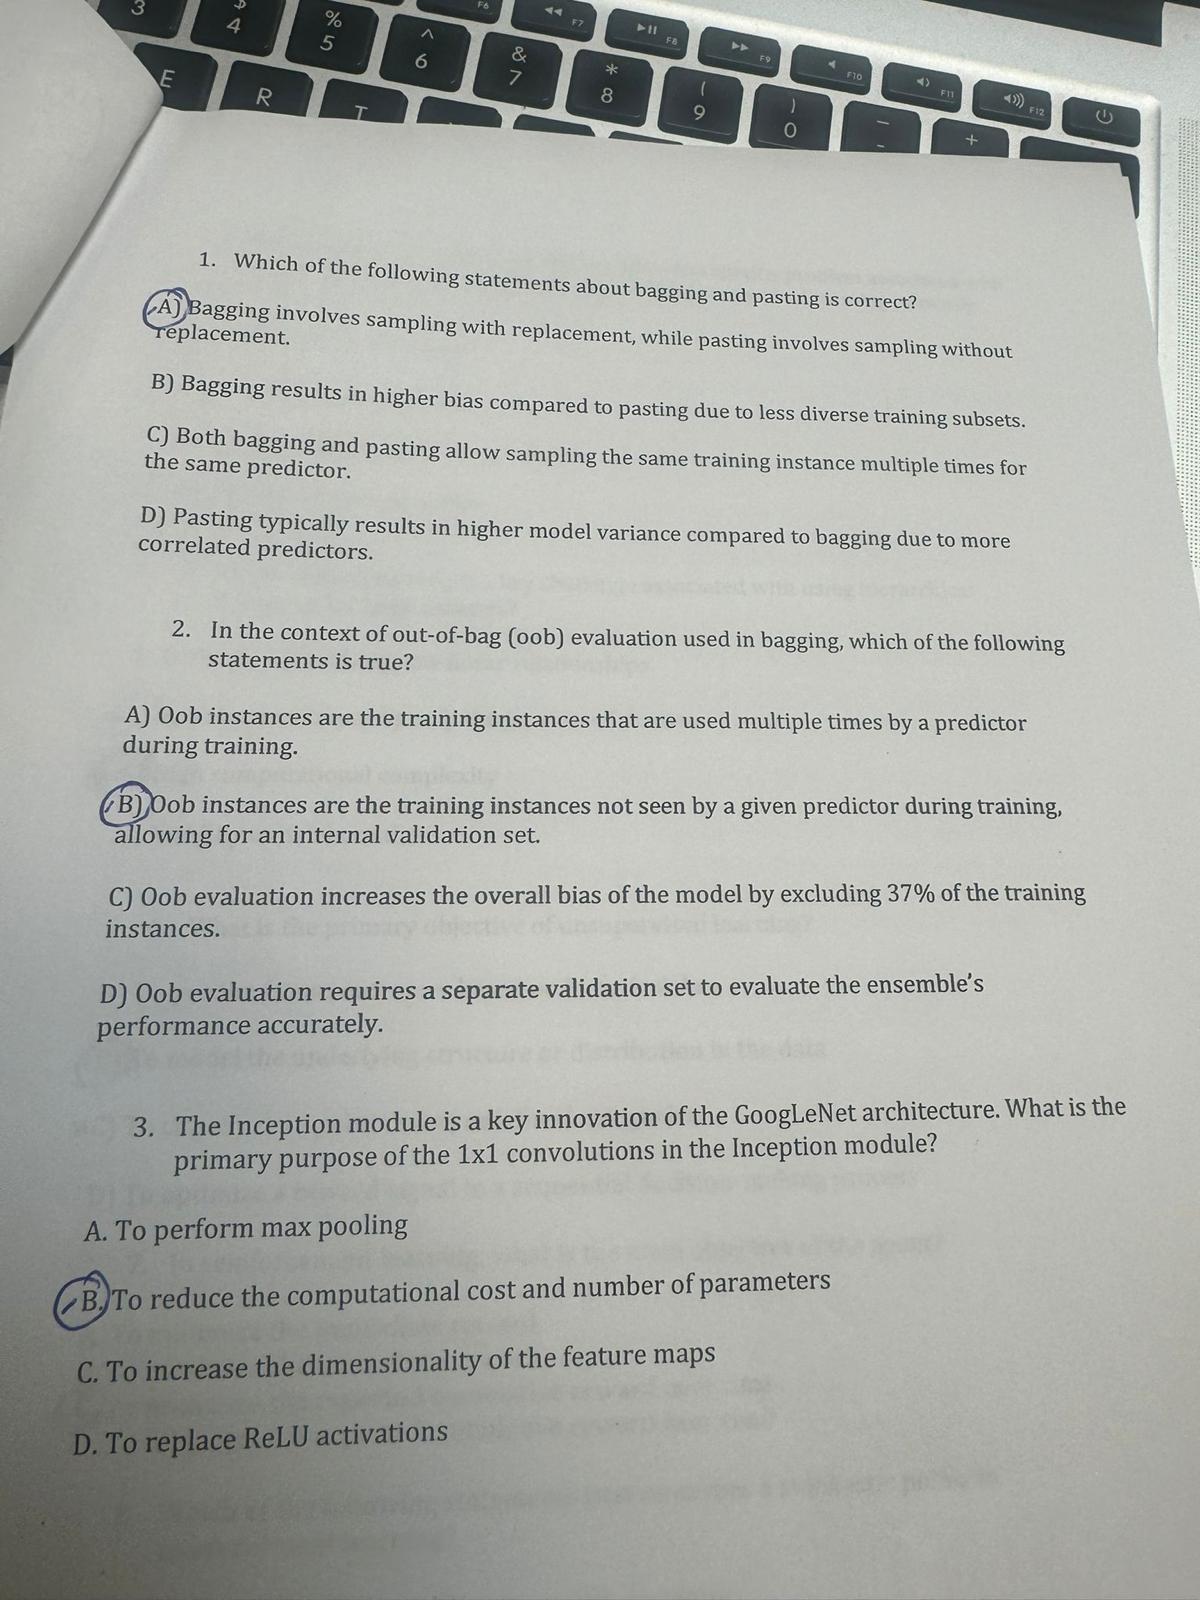 3
4
%
5
^
6
&
7
*
8
(
9
)
0
-
+
F6
F7
F8
F9
F10
F11
F12
E
R
T
1. Which of the following statements about bagging and pasting is correct?
A) Bagging involves sampling with replacement, while pasting involves sampling without
replacement.
B) Bagging results in higher bias compared to pasting due to less diverse training subsets.
C) Both bagging and pasting allow sampling the same training instance multiple times for
the same predictor.
D) Pasting typically results in higher model variance compared to bagging due to more
correlated predictors.
2. In the context of out-of-bag (oob) evaluation used in bagging, which of the following
statements is true?
A) Oob instances are the training instances that are used multiple times by a predictor
during training.
B) Oob instances are the training instances not seen by a given predictor during training,
allowing for an internal validation set.
C) Oob evaluation increases the overall bias of the model by excluding 37% of the training
instances.
D) Oob evaluation requires a separate validation set to evaluate the ensemble's
performance accurately.
3. The Inception module is a key innovation of the GoogLeNet architecture. What is the
primary purpose of the 1x1 convolutions in the Inception module?
A. To perform max pooling
B. To reduce the computational cost and number of parameters
C. To increase the dimensionality of the feature maps
D. To replace ReLU activations